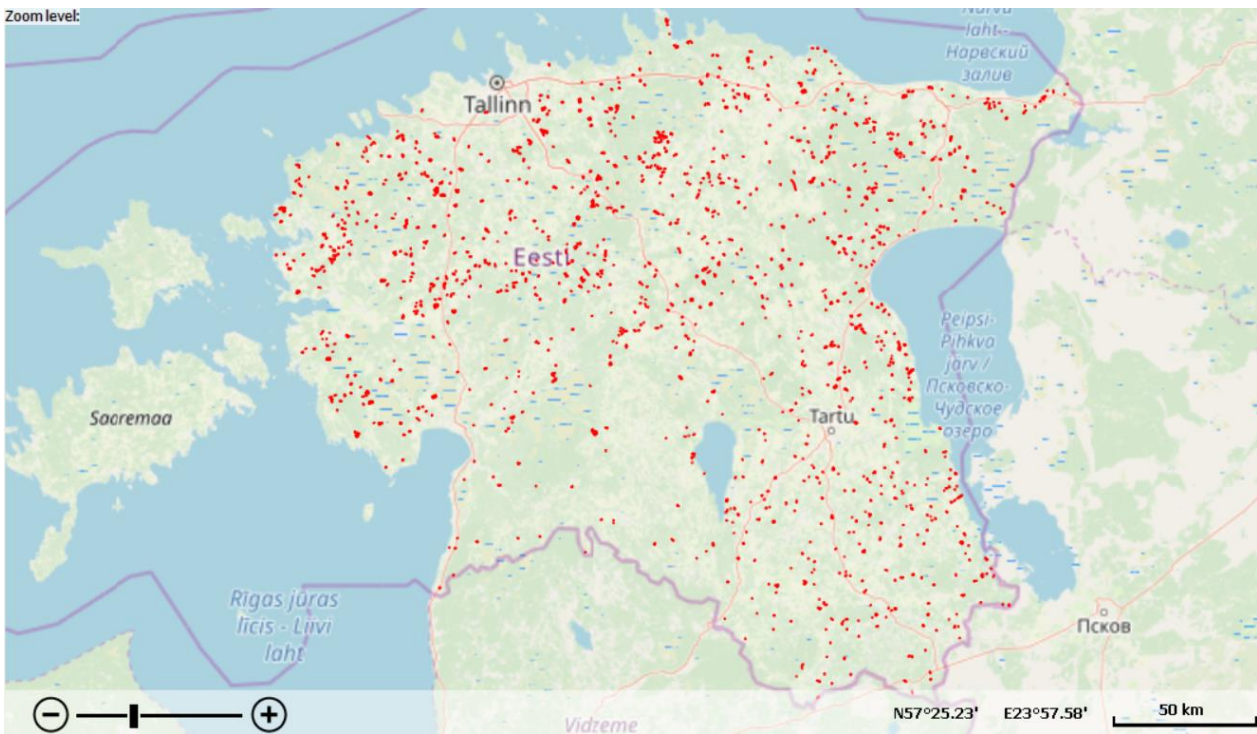 Zoom level:
Narva
laht -
Нарвский
залив
Tallinn
Eesti
Peipsi-
Pihkva
järv /
Псковско-
Чудское
озеро
Saaremaa
Tartu
Rīgas jūras
līcis - Liivi
laht
Псков
N57°25.23' E23°57.58' 50 km
Vidzeme